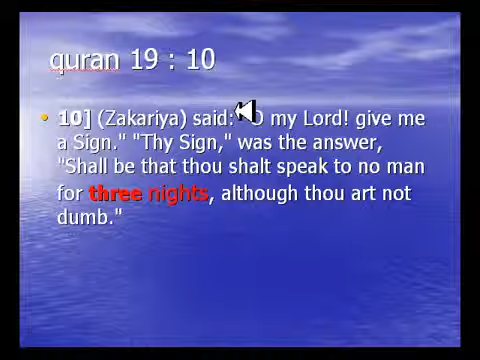 quran 19 : 10
• 10] (Zakariya) said: "O my Lord! give me
a Sign." "Thy Sign," was the answer,
"Shall be that thou shalt speak to no man
for three nights, although thou art not
dumb."